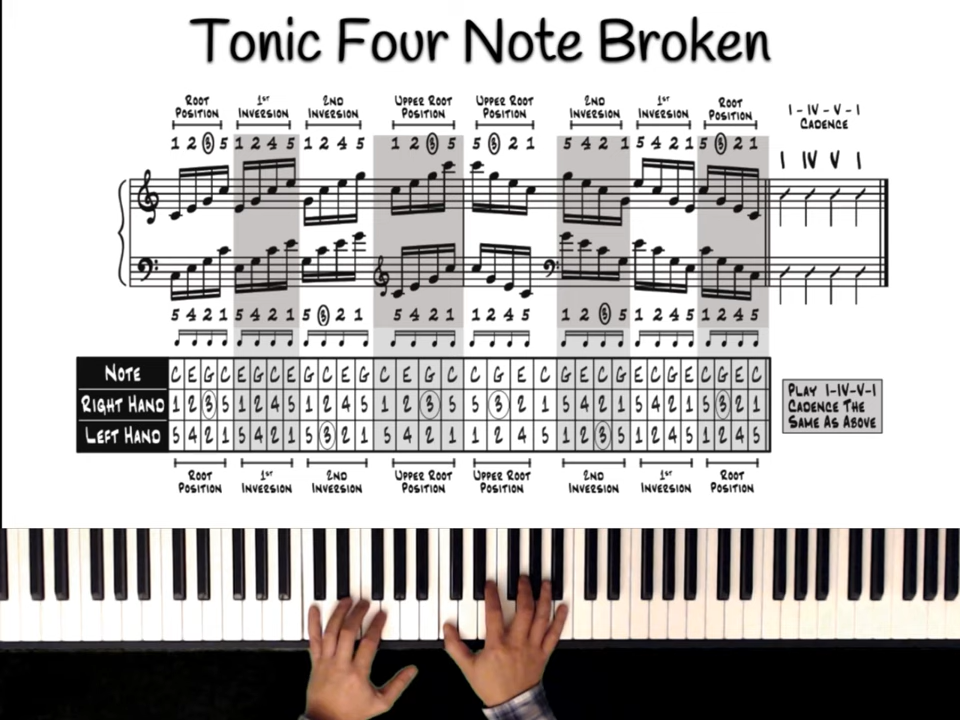 Tonic Four Note Broken
Root Position 1st Inversion 2nd Inversion Upper Root Position Upper Root Position 2nd Inversion 1st Inversion Root Position I - IV - V - I Cadence
1 2 3 5 1 2 4 5 1 2 4 5 1 2 3 5 5 3 2 1 5 4 2 1 5 4 2 1 5 3 2 1 I IV V I
5 4 2 1 5 4 2 1 5 3 2 1 5 4 2 1 1 2 4 5 1 2 3 5 1 2 4 5 1 2 4 5
Note C E G C E G C E G C E G C E G C C G E C G E C G E C G E C G E C
Right Hand 1 2 3 5 1 2 4 5 1 2 4 5 1 2 3 5 5 3 2 1 5 4 2 1 5 4 2 1 5 3 2 1
Left Hand 5 4 2 1 5 4 2 1 5 3 2 1 5 4 2 1 1 2 4 5 1 2 3 5 1 2 4 5 1 2 4 5
Play I-IV-V-I
Cadence The
Same As Above
Root Position 1st Inversion 2nd Inversion Upper Root Position Upper Root Position 2nd Inversion 1st Inversion Root Position